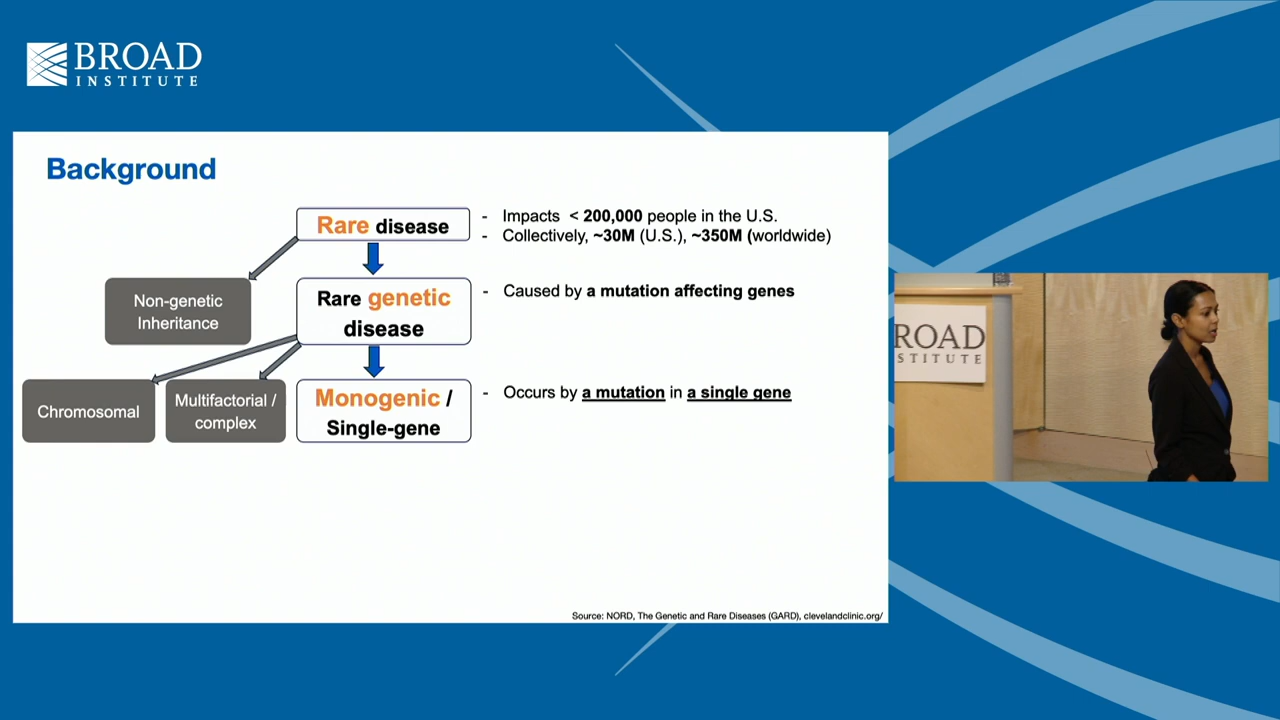 BROAD
INSTITUTE
Background
Rare disease
- Impacts < 200,000 people in the U.S.
- Collectively, ~30M (U.S.), ~350M (worldwide)
Non-genetic
Inheritance
Rare genetic
disease
- Caused by a mutation affecting genes
Chromosomal
Multifactorial /
complex
Monogenic /
Single-gene
- Occurs by a mutation in a single gene
Source: NORD, The Genetic and Rare Diseases (GARD), clevelandclinic.org/
ROAD
STITUTE